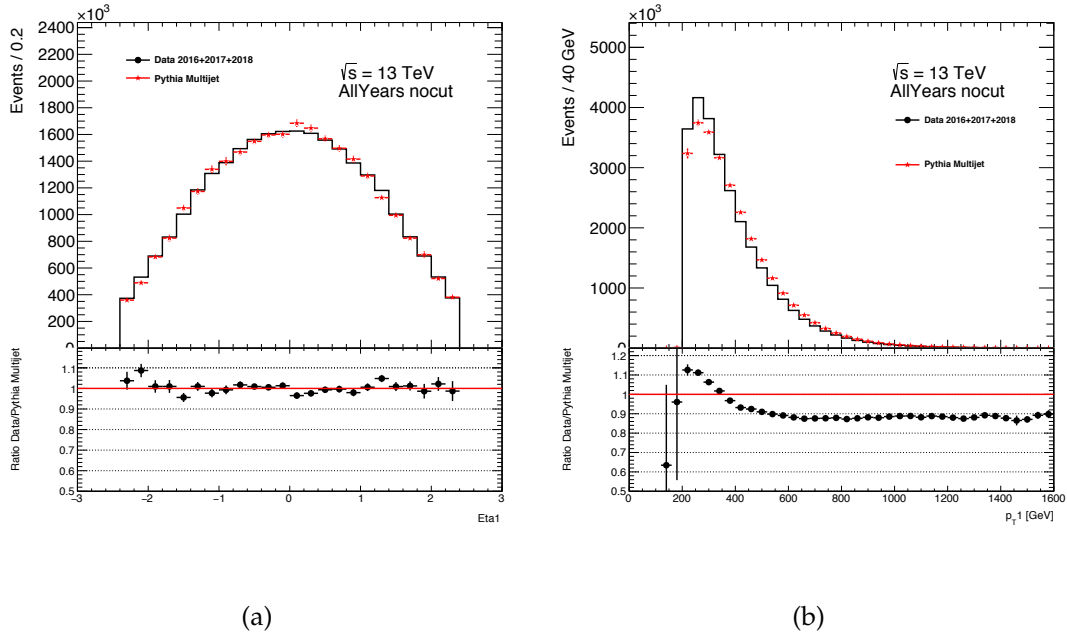 ×10³
Events / 0.2
2400
2200
2000
1800
1600
1400
1200
1000
800
600
400
200
0
Data 2016+2017+2018
Pythia Multijet
√s = 13 TeV
AllYears nocut
Ratio Data/Pythia Multijet
1.1
1
0.9
0.8
0.7
0.6
0.5
−3 −2 −1 0 1 2 3
Eta1
(a)
×10³
Events / 40 GeV
5000
4000
3000
2000
1000
0
√s = 13 TeV
AllYears nocut
Data 2016+2017+2018
Pythia Multijet
Ratio Data/Pythia Multijet
1.2
1.1
1
0.9
0.8
0.7
0.6
0.5
0 200 400 600 800 1000 1200 1400 1600
p_T 1 [GeV]
(b)